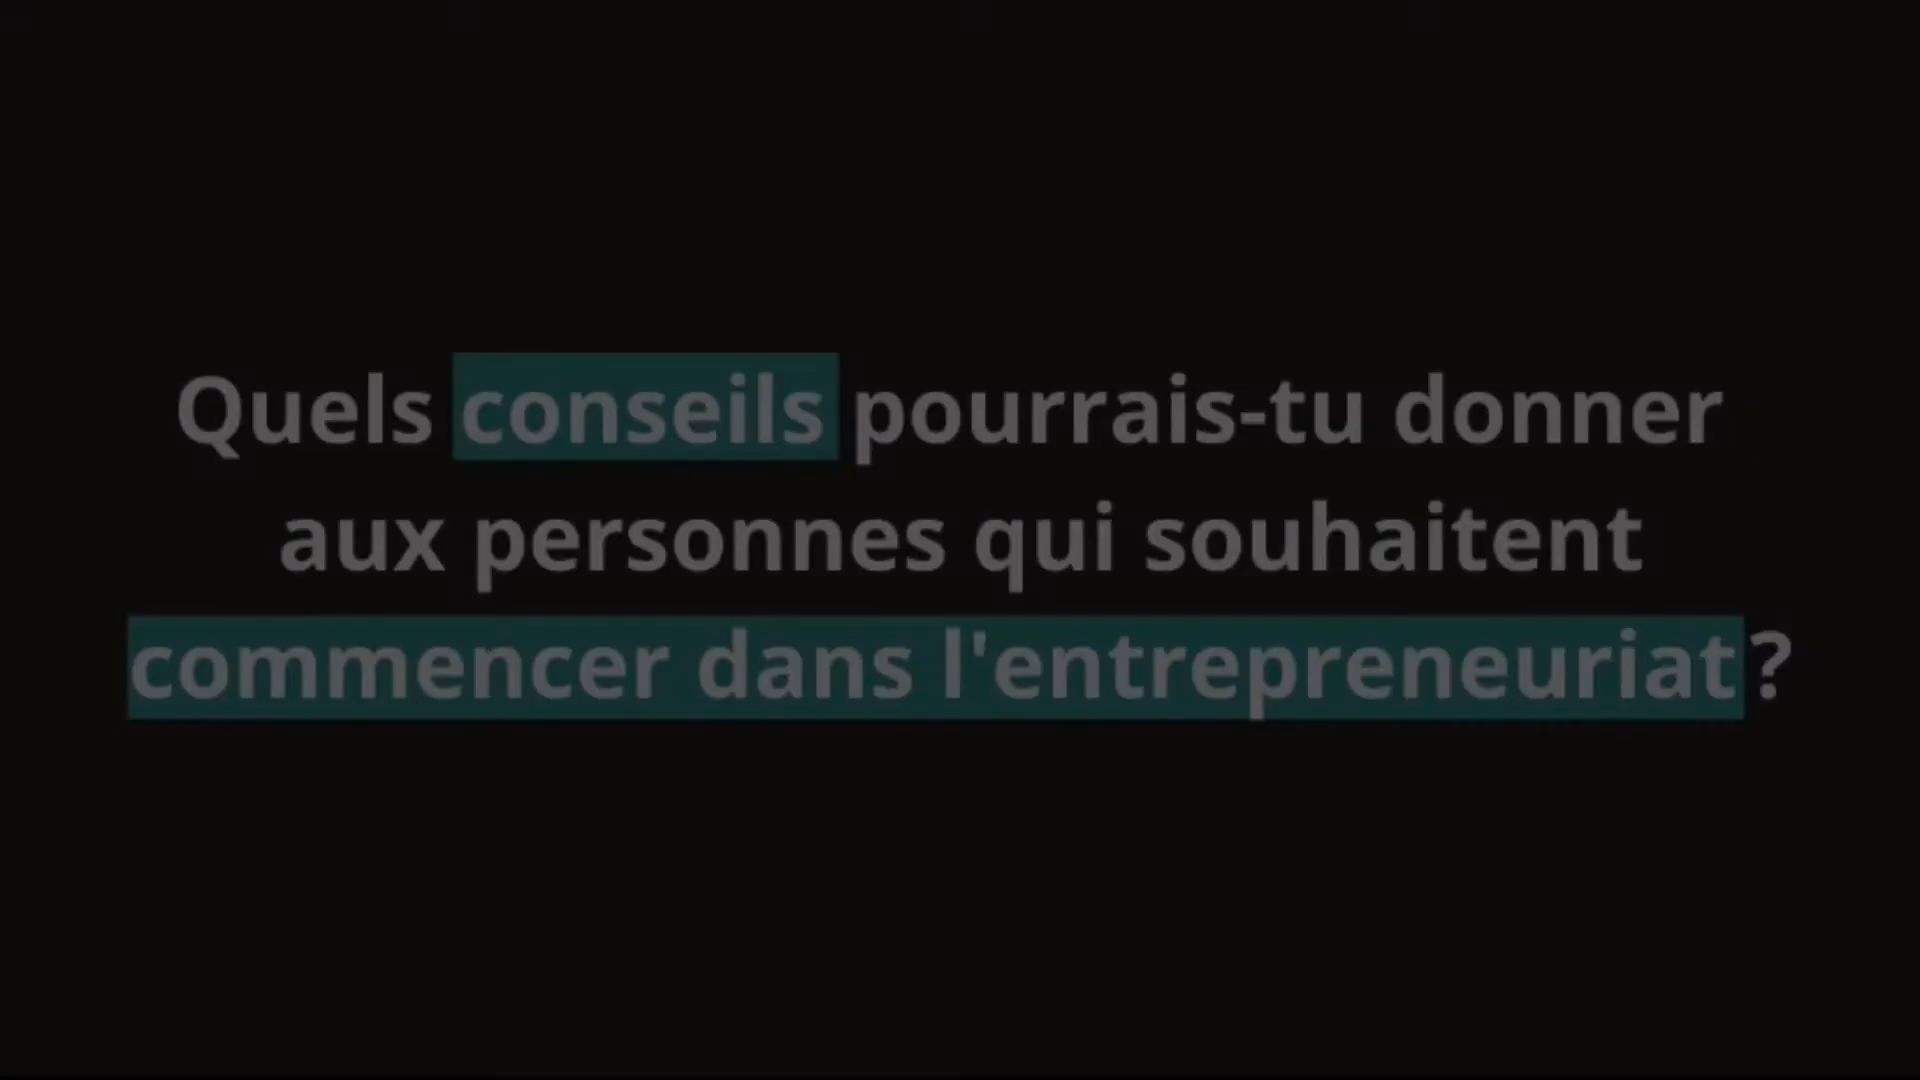 Quels conseils pourrais-tu donner
aux personnes qui souhaitent
commencer dans l'entrepreneuriat ?